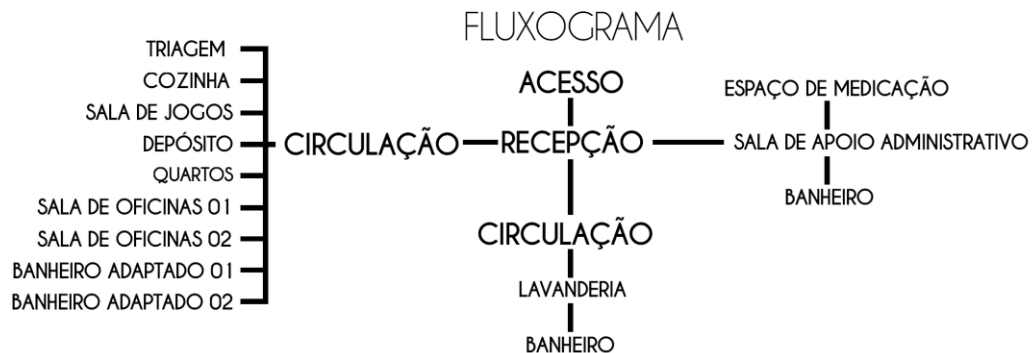 FLUXOGRAMA
TRIAGEM
COZINHA
SALA DE JOGOS
DEPÓSITO
QUARTOS
SALA DE OFICINAS 01
SALA DE OFICINAS 02
BANHEIRO ADAPTADO 01
BANHEIRO ADAPTADO 02
CIRCULAÇÃO
ACESSO
RECEPÇÃO
CIRCULAÇÃO
LAVANDERIA
BANHEIRO
ESPAÇO DE MEDICAÇÃO
SALA DE APOIO ADMINISTRATIVO
BANHEIRO